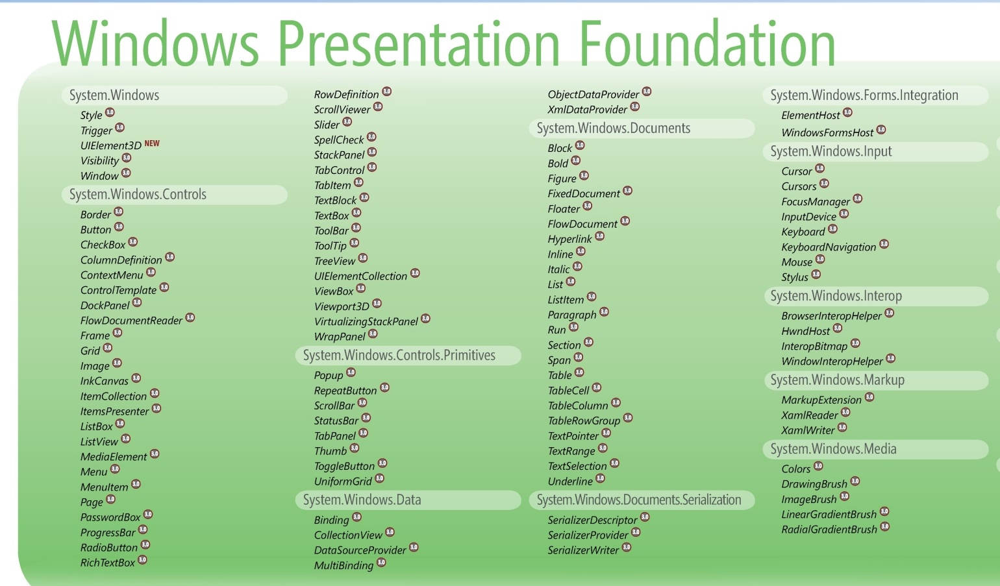 Windows Presentation Foundation
System.Windows
Style 3.0
Trigger 3.0
UIElement3D NEW
Visibility 3.0
Window 3.0
System.Windows.Controls
Border 3.0
Button 3.0
CheckBox 3.0
ColumnDefinition 3.0
ContextMenu 3.0
ControlTemplate 3.0
DockPanel 3.0
FlowDocumentReader 3.0
Frame 3.0
Grid 3.0
Image 3.0
InkCanvas 3.0
ItemCollection 3.0
ItemsPresenter 3.0
ListBox 3.0
ListView 3.0
MediaElement 3.0
Menu 3.0
MenuItem 3.0
Page 3.0
PasswordBox 3.0
ProgressBar 3.0
RadioButton 3.0
RichTextBox 3.0
RowDefinition 3.0
ScrollViewer 3.0
Slider 3.0
SpellCheck 3.0
StackPanel 3.0
TabControl 3.0
TabItem 3.0
TextBlock 3.0
TextBox 3.0
ToolBar 3.0
ToolTip 3.0
TreeView 3.0
UIElementCollection 3.0
ViewBox 3.0
Viewport3D 3.0
VirtualizingStackPanel 3.0
WrapPanel 3.0
System.Windows.Controls.Primitives
Popup 3.0
RepeatButton 3.0
ScrollBar 3.0
StatusBar 3.0
TabPanel 3.0
Thumb 3.0
ToggleButton 3.0
UniformGrid 3.0
System.Windows.Data
Binding 3.0
CollectionView 3.0
DataSourceProvider 3.0
MultiBinding 3.0
ObjectDataProvider 3.0
XmlDataProvider 3.0
System.Windows.Documents
Block 3.0
Bold 3.0
Figure 3.0
FixedDocument 3.0
Floater 3.0
FlowDocument 3.0
Hyperlink 3.0
Inline 3.0
Italic 3.0
List 3.0
ListItem 3.0
Paragraph 3.0
Run 3.0
Section 3.0
Span 3.0
Table 3.0
TableCell 3.0
TableColumn 3.0
TableRowGroup 3.0
TextPointer 3.0
TextRange 3.0
TextSelection 3.0
Underline 3.0
System.Windows.Documents.Serialization
SerializerDescriptor 3.0
SerializerProvider 3.0
SerializerWriter 3.0
System.Windows.Forms.Integration
ElementHost 3.0
WindowsFormsHost 3.0
System.Windows.Input
Cursor 3.0
Cursors 3.0
FocusManager 3.0
InputDevice 3.0
Keyboard 3.0
KeyboardNavigation 3.0
Mouse 3.0
Stylus 3.0
System.Windows.Interop
BrowserInteropHelper 3.0
HwndHost 3.0
InteropBitmap 3.0
WindowInteropHelper 3.0
System.Windows.Markup
MarkupExtension 3.0
XamlReader 3.0
XamlWriter 3.0
System.Windows.Media
Colors 3.0
DrawingBrush 3.0
ImageBrush 3.0
LinearGradientBrush 3.0
RadialGradientBrush 3.0